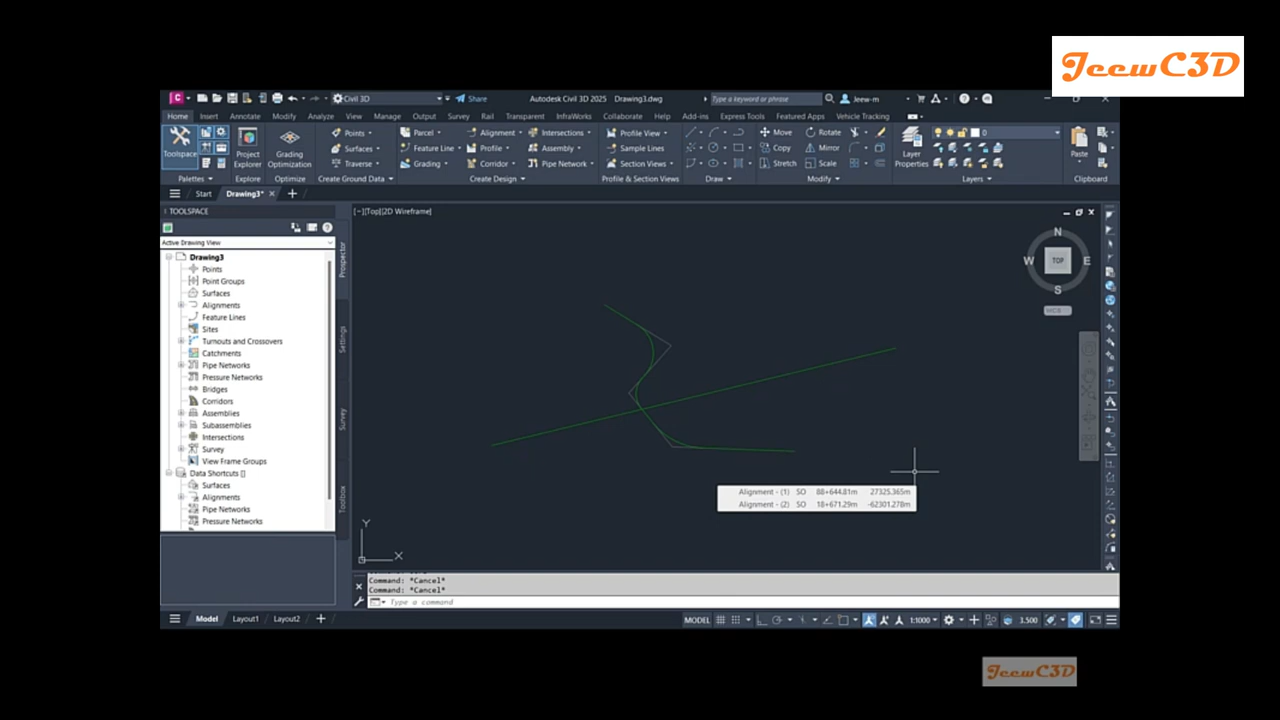 JeewC3D
Civil 3D Share Autodesk Civil 3D 2025 Drawing3.dwg Type a keyword or phrase Jeew-m
Home Insert Annotate Modify Analyze View Manage Output Survey Rail Transparent InfraWorks Collaborate Help Add-ins Express Tools Featured Apps Vehicle Tracking
Toolspace
Project Explorer
Grading Optimization
Points Parcel Alignment Intersections Profile View Move Rotate 0
Surfaces Feature Line Profile Assembly Sample Lines Copy Mirror
Traverse Grading Corridor Pipe Network Section Views Stretch Scale
Layer Properties
Paste
Palettes Explore Optimize Create Ground Data Create Design Profile & Section Views Draw Modify Layers Clipboard
Start Drawing3* +
TOOLSPACE
Active Drawing View
Drawing3
Points
Point Groups
Surfaces
Alignments
Feature Lines
Sites
Turnouts and Crossovers
Catchments
Pipe Networks
Pressure Networks
Bridges
Corridors
Assemblies
Subassemblies
Intersections
Survey
View Frame Groups
Data Shortcuts []
Surfaces
Alignments
Pipe Networks
Pressure Networks
Prospector
Settings
Survey
Toolbox
[−][Top][2D Wireframe]
N
W TOP E
S
WCS
Alignment - (1) SO 88+644.81m 27325.365m
Alignment - (2) SO 18+671.29m -62301.278m
Y
X
Command: *Cancel*
Command: *Cancel*
Type a command
Model Layout1 Layout2 + MODEL 1:1000 3.500
JeewC3D